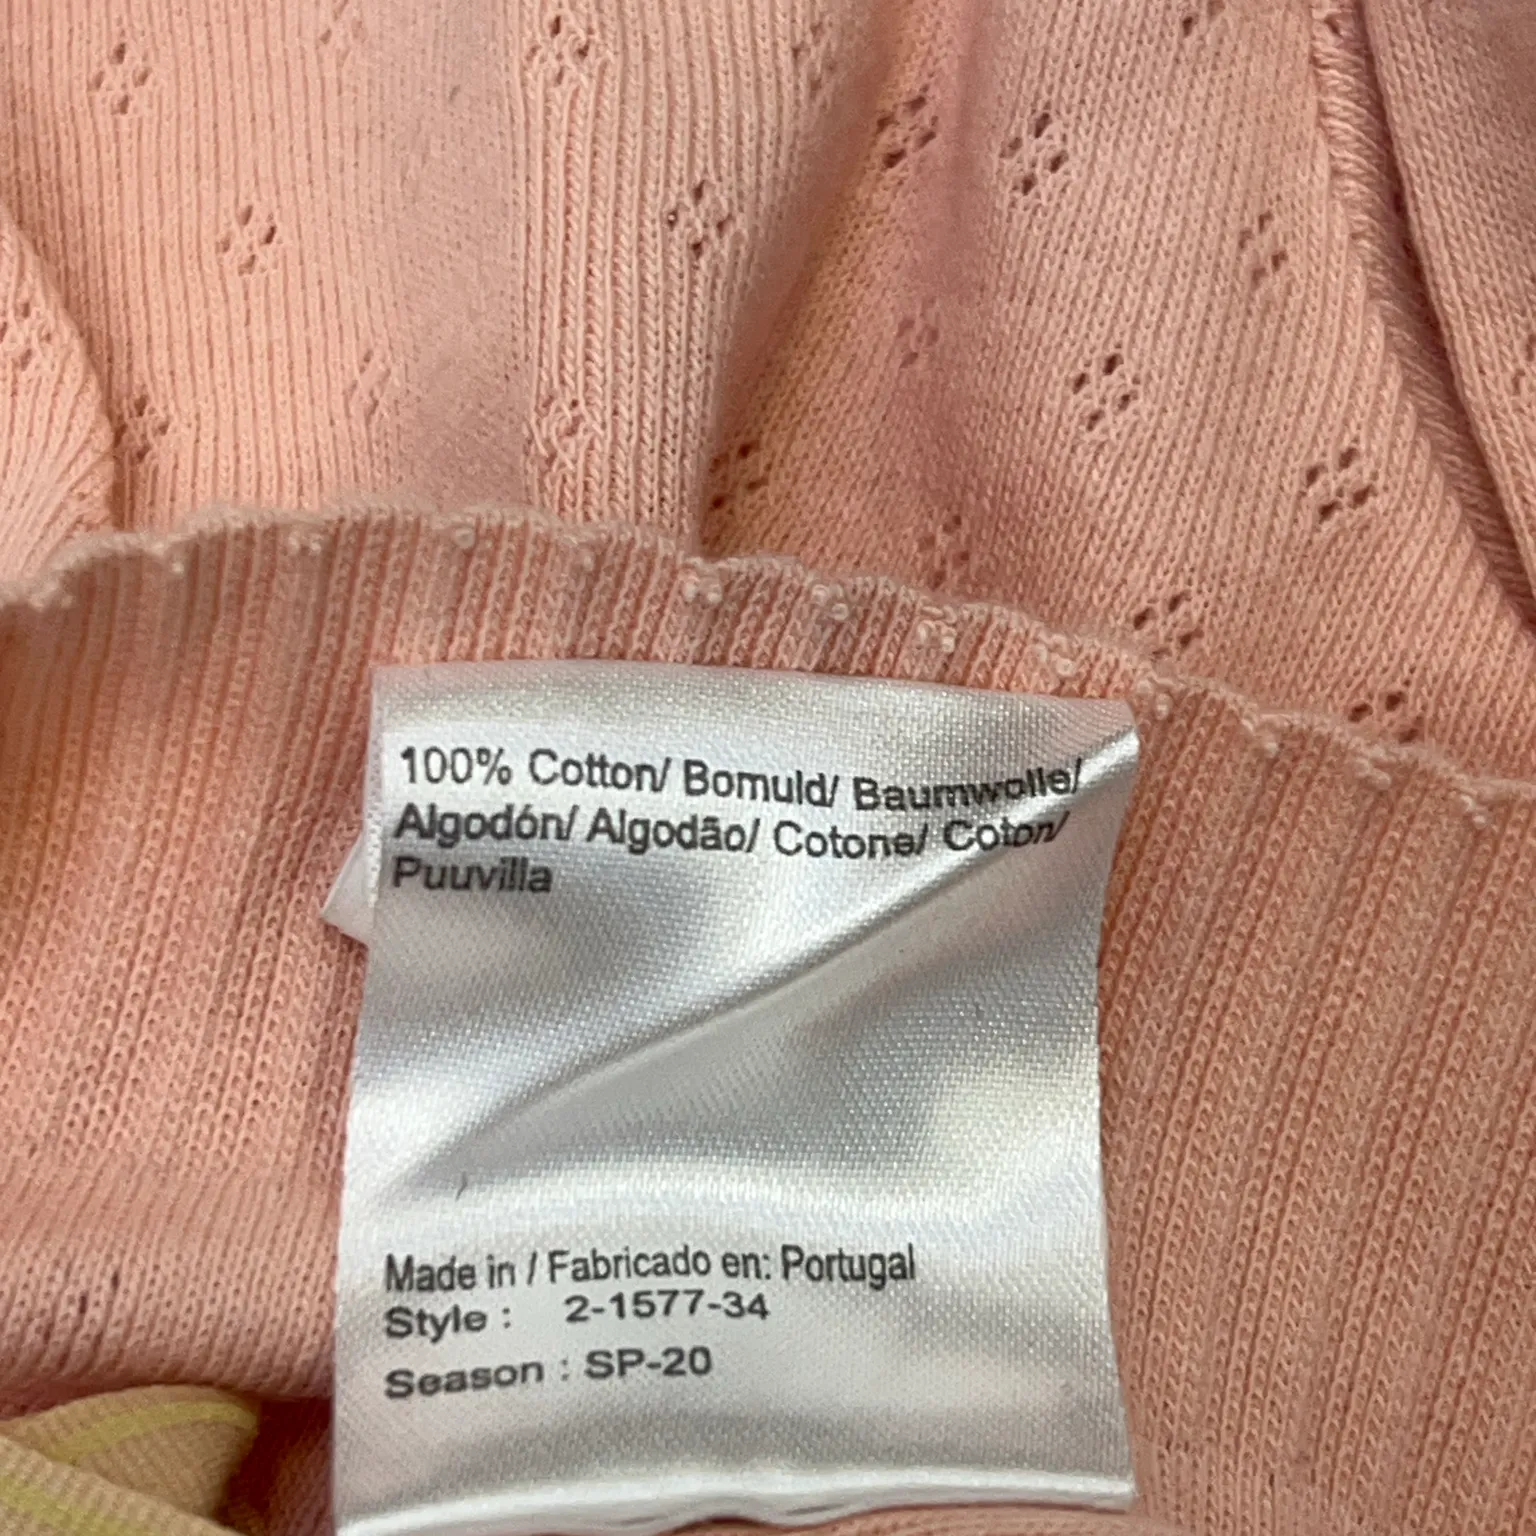 100% Cotton/ Bomuld/ Baumwolle/
Algodón/ Algodão/ Cotone/ Coton/
Puuvilla
Made in / Fabricado en: Portugal
Style : 2-1577-34
Season : SP-20